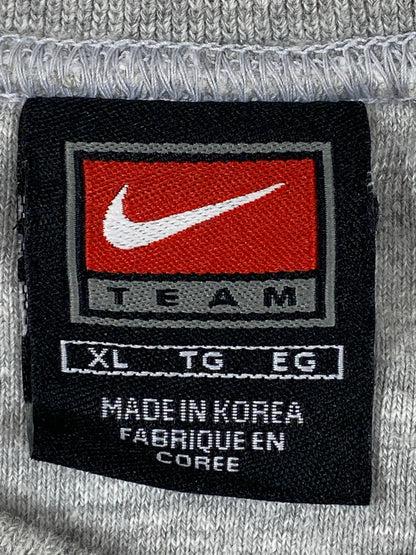 TEAM
XL TG EG
MADE IN KOREA
FABRIQUE EN
COREE